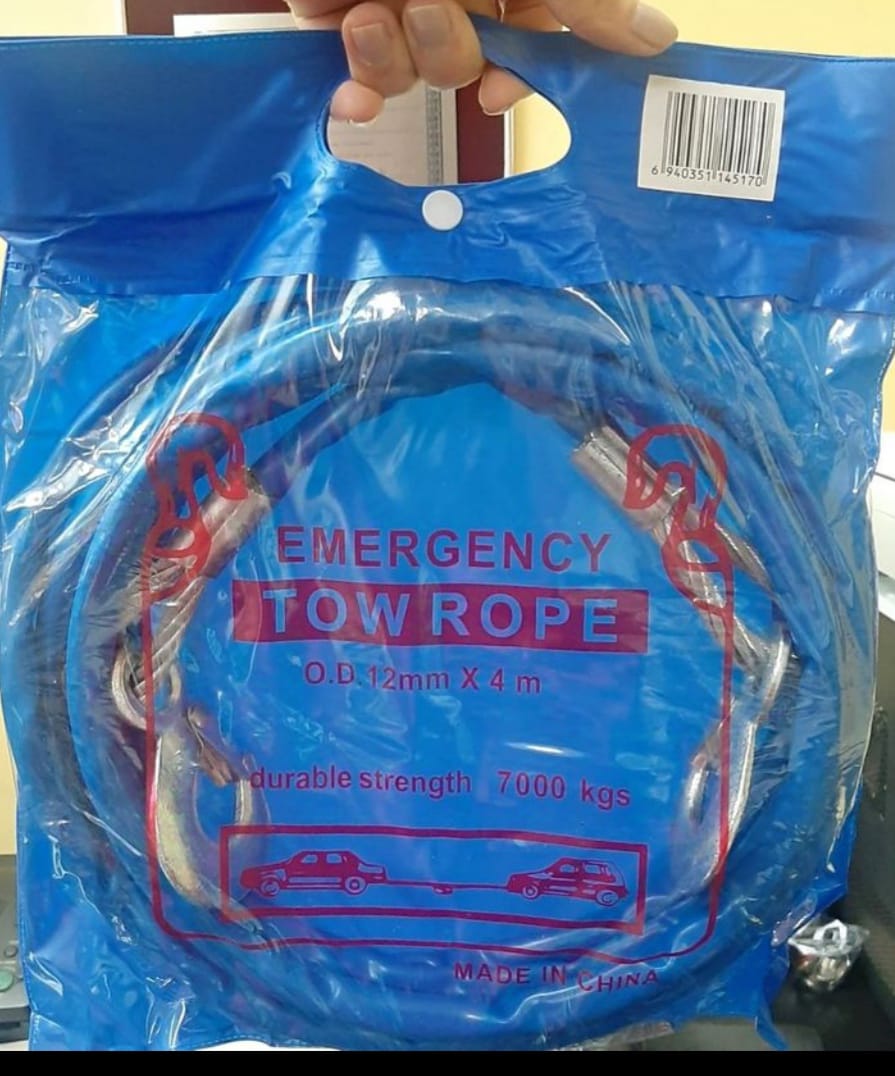 6 940351 145170
EMERGENCY
TOW ROPE
O.D.12mm X 4 m
durable strength 7000 kgs
MADE IN CHINA